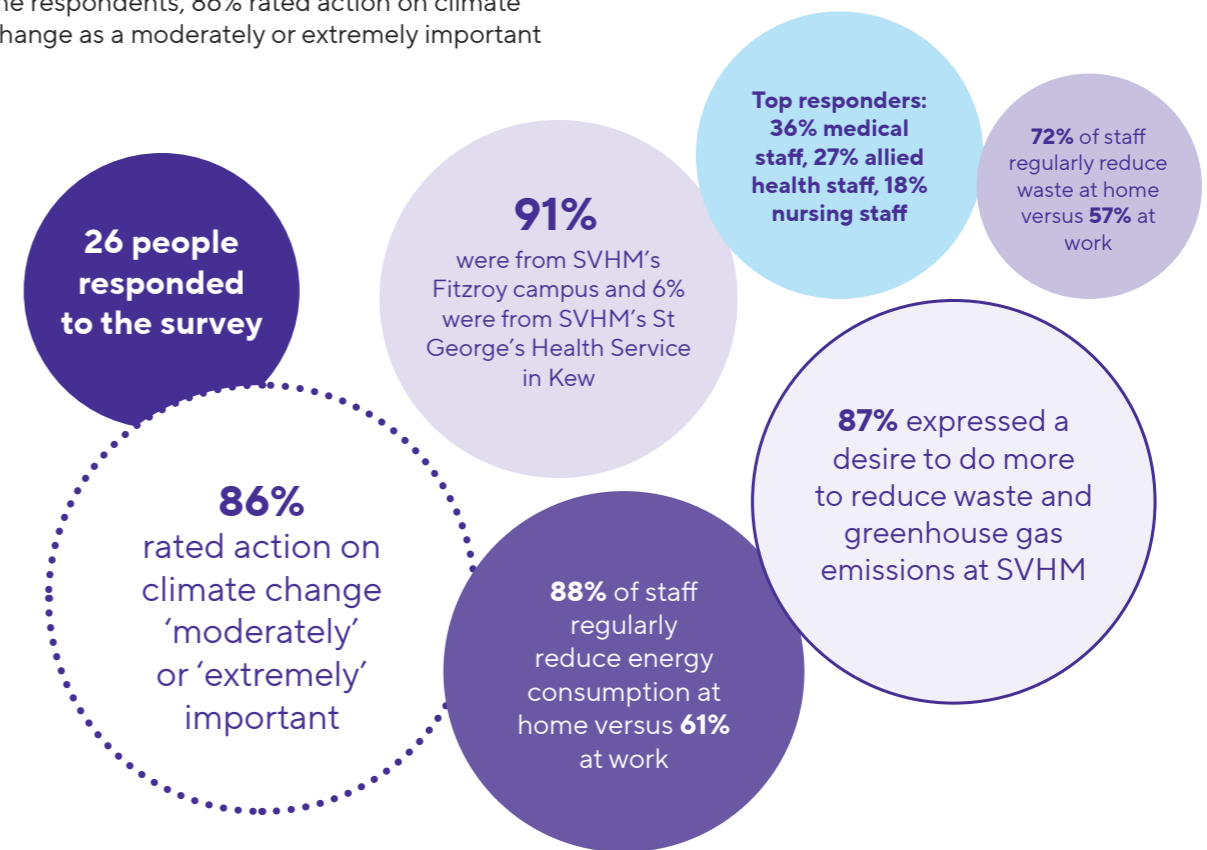 respondents, 86% rated action on climate
change as a moderately or extremely important
26 people
responded
to the survey
91%
were from SVHM's
Fitzroy campus and 6%
were from SVHM's St
George's Health Service
in Kew
Top responders:
36% medical
staff, 27% allied
health staff, 18%
nursing staff
72% of staff
regularly reduce
waste at home
versus 57% at
work
86%
rated action on
climate change
‘moderately’
or ‘extremely’
important
88% of staff
regularly
reduce energy
consumption at
home versus 61%
at work
87% expressed a
desire to do more
to reduce waste and
greenhouse gas
emissions at SVHM